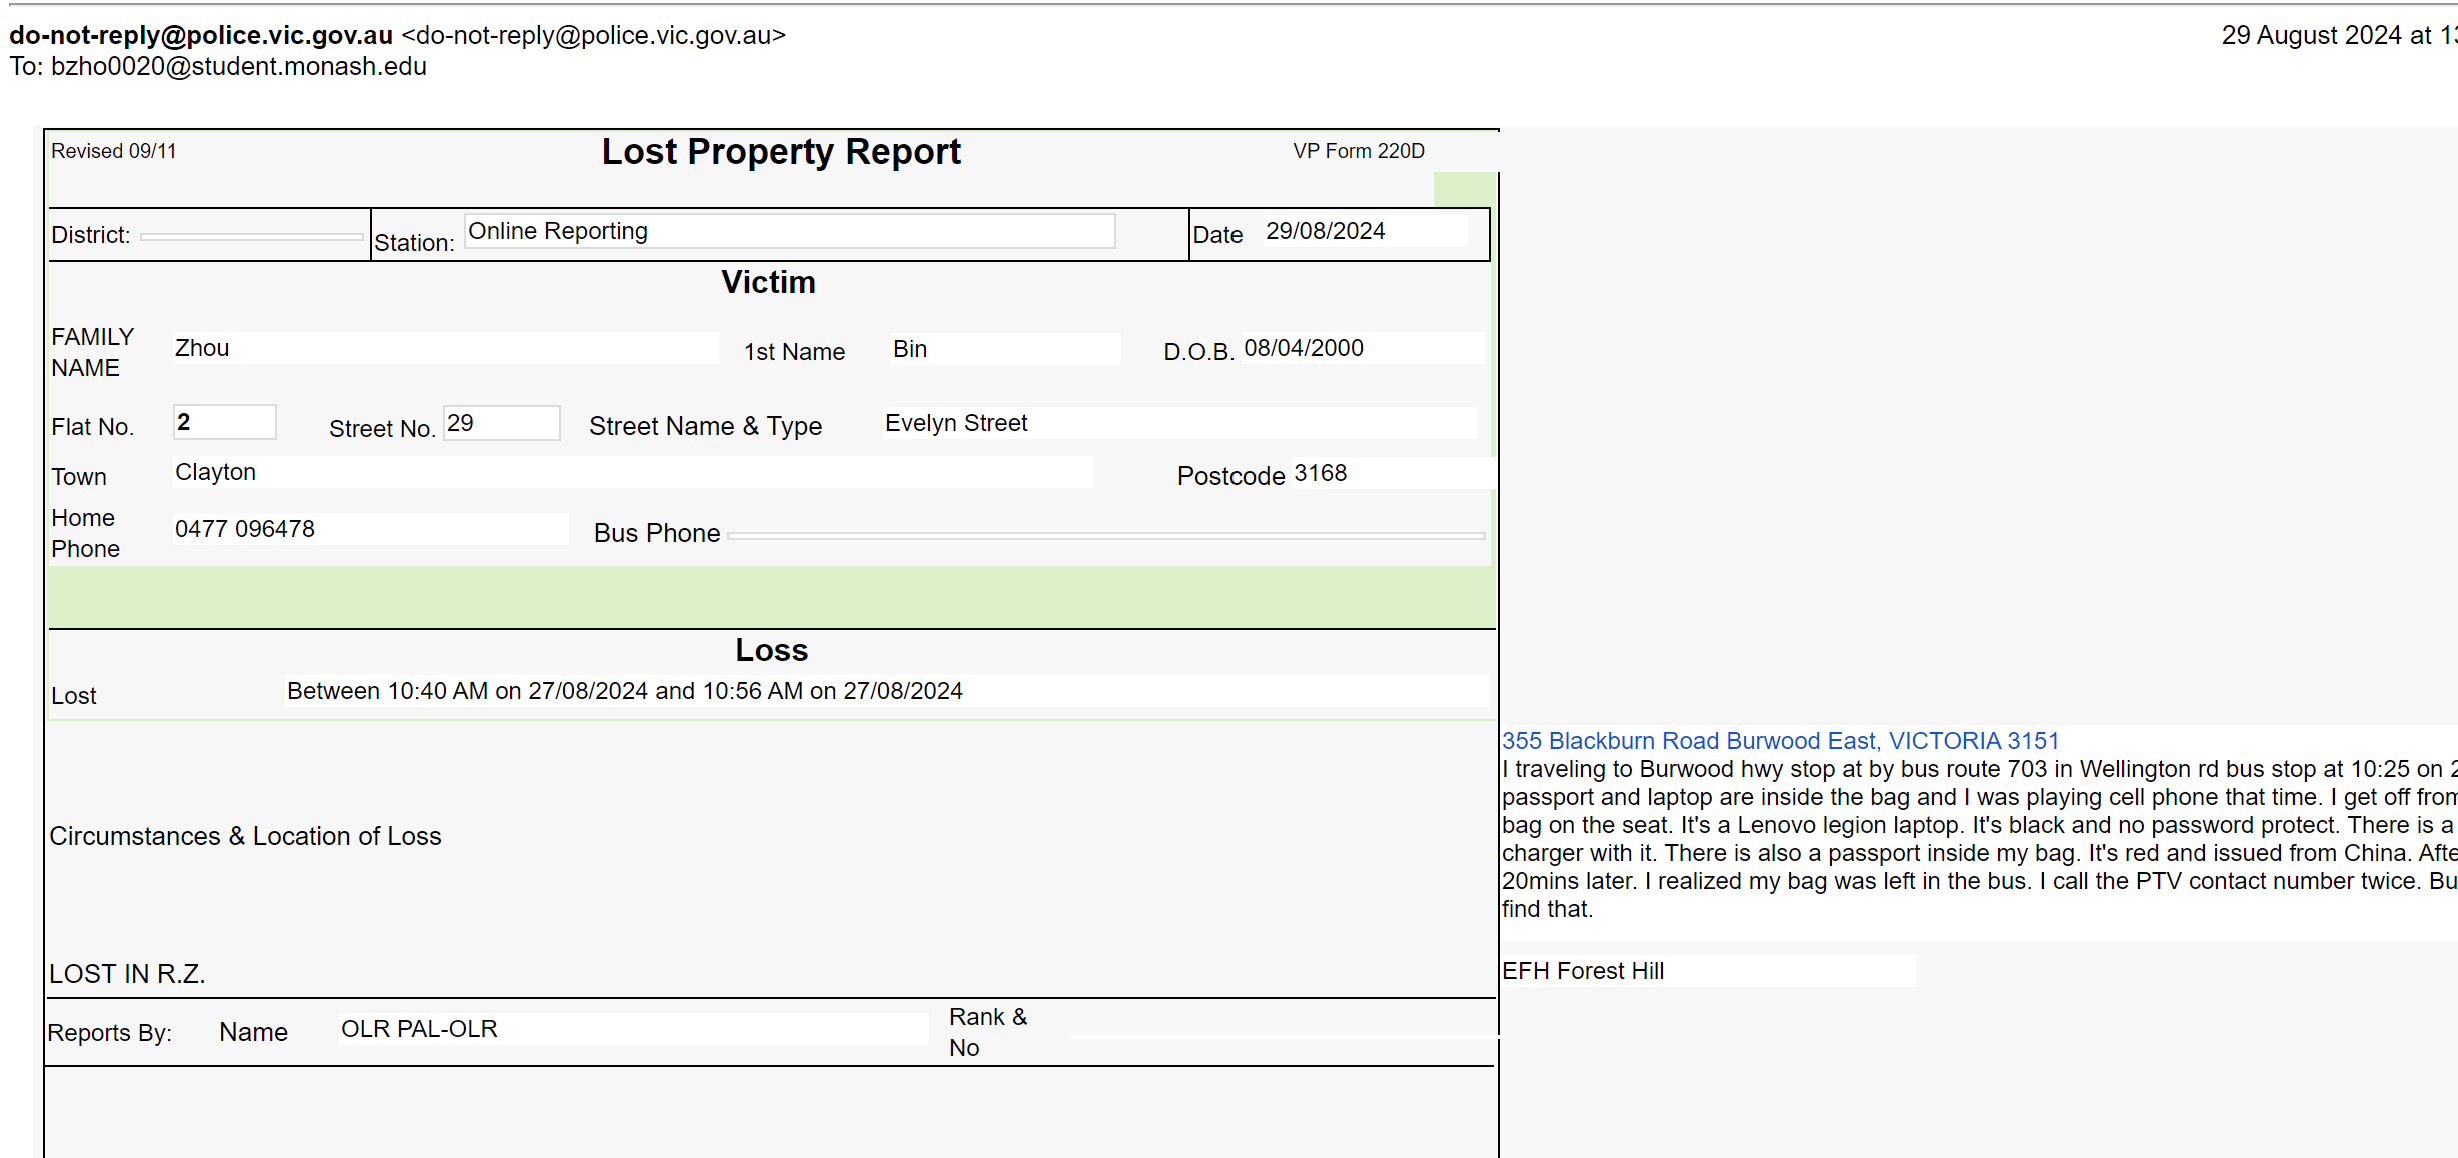 do-not-reply@police.vic.gov.au <do-not-reply@police.vic.gov.au> 29 August 2024 at
To: bzho0020@student.monash.edu
Revised 09/11 Lost Property Report VP Form 220D
District: Station: Online Reporting Date 29/08/2024
Victim
FAMILY NAME Zhou 1st Name Bin D.O.B. 08/04/2000
Flat No. 2 Street No. 29 Street Name & Type Evelyn Street
Town Clayton Postcode 3168
Home Phone 0477 096478 Bus Phone
Loss
Lost Between 10:40 AM on 27/08/2024 and 10:56 AM on 27/08/2024
355 Blackburn Road Burwood East, VICTORIA 3151
I traveling to Burwood hwy stop at by bus route 703 in Wellington rd bus stop at 10:25 on
passport and laptop are inside the bag and I was playing cell phone that time. I get off from
bag on the seat. It's a Lenovo legion laptop. It's black and no password protect. There is a
Circumstances & Location of Loss
charger with it. There is also a passport inside my bag. It's red and issued from China.
20mins later. I realized my bag was left in the bus. I call the PTV contact number twice.
find that.
LOST IN R.Z. EFH Forest Hill
Reports By: Name OLR PAL-OLR Rank & No